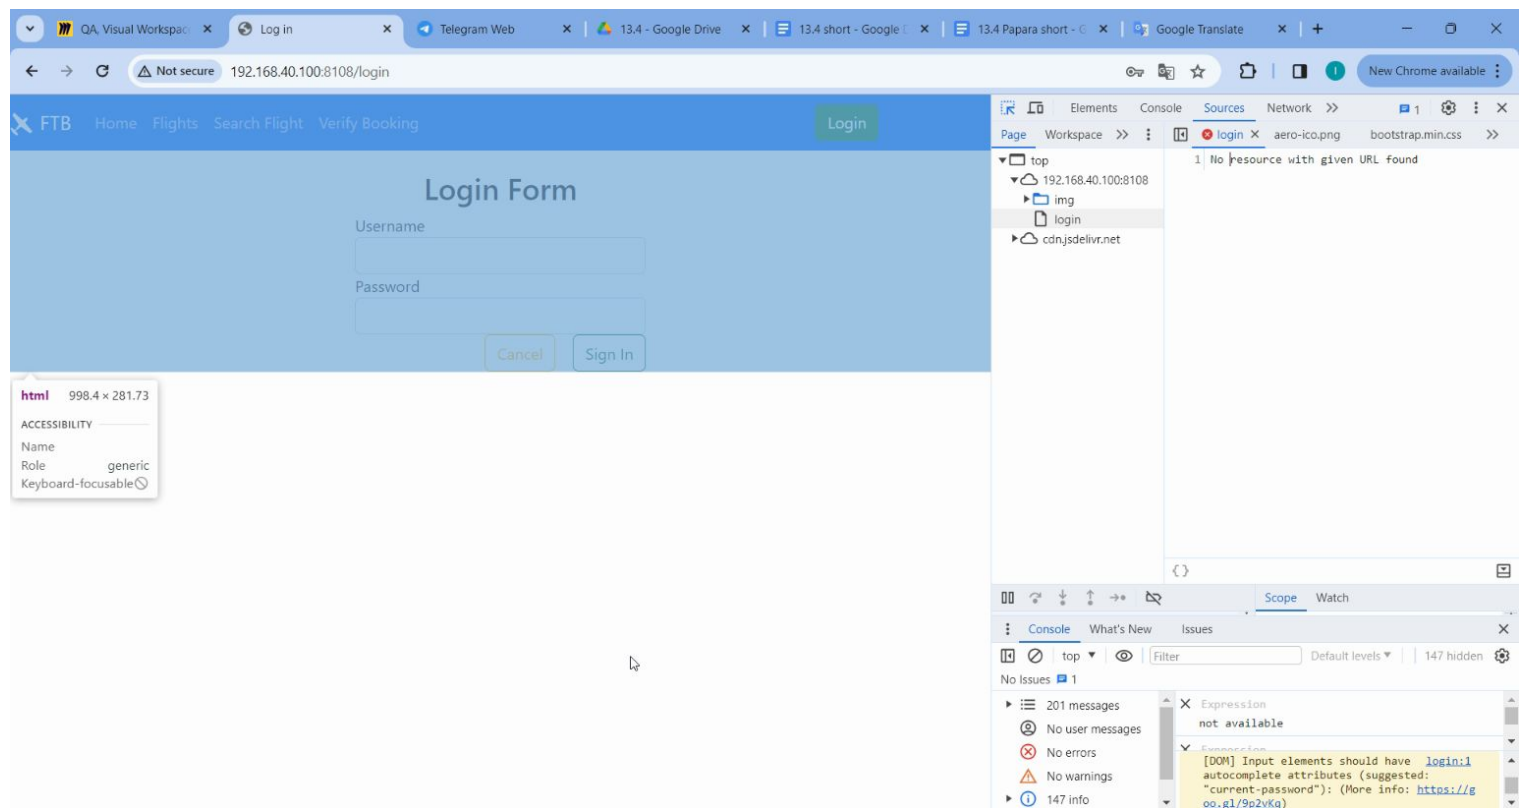 QA, Visual Workspac
Log in
Telegram Web
13.4 - Google Drive
13.4 short - Google D
13.4 Papara short - G
Google Translate
Not secure
192.168.40.100:8108/login
New Chrome available
FTB Home Flights Search Flight Verify Booking
Login
Login Form
Username
Password
Cancel
Sign In
html 998.4 × 281.73
ACCESSIBILITY
Name
Role generic
Keyboard-focusable
Elements Console Sources Network 1
Page Workspace
login aero-ico.png bootstrap.min.css
top
192.168.40.100:8108
img
login
cdn.jsdelivr.net
1 No resource with given URL found
{}
Scope Watch
Console What's New Issues
top Filter Default levels 147 hidden
No Issues 1
201 messages
No user messages
No errors
No warnings
147 info
Expression
not available
[DOM] Input elements should have login:1
autocomplete attributes (suggested:
"current-password"): (More info: https://g
oo.gl/9p2vKq)